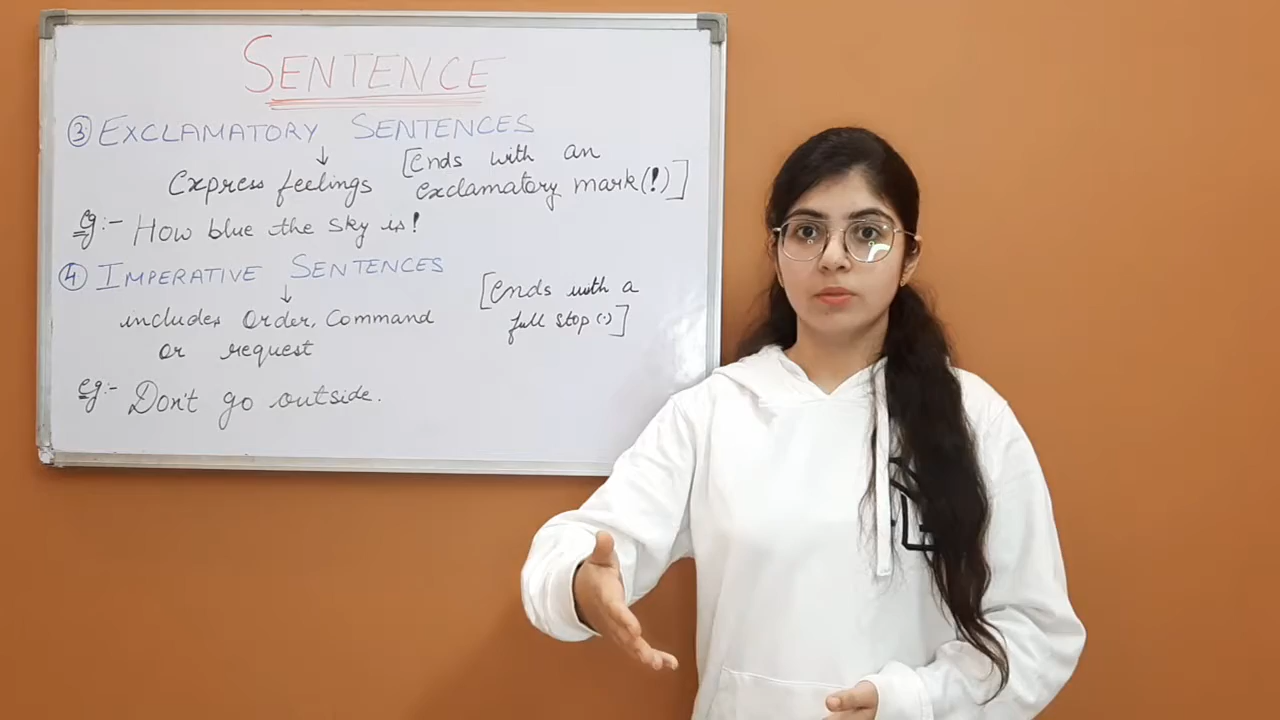 SENTENCE
③ EXCLAMATORY SENTENCES
↓ [Ends with an
Express feelings exclamatory mark(!)]
eg:- How blue the sky is!
④ IMPERATIVE SENTENCES
↓ [Ends with a
includes Order, Command full stop (.)]
or request
eg:- Don't go outside.